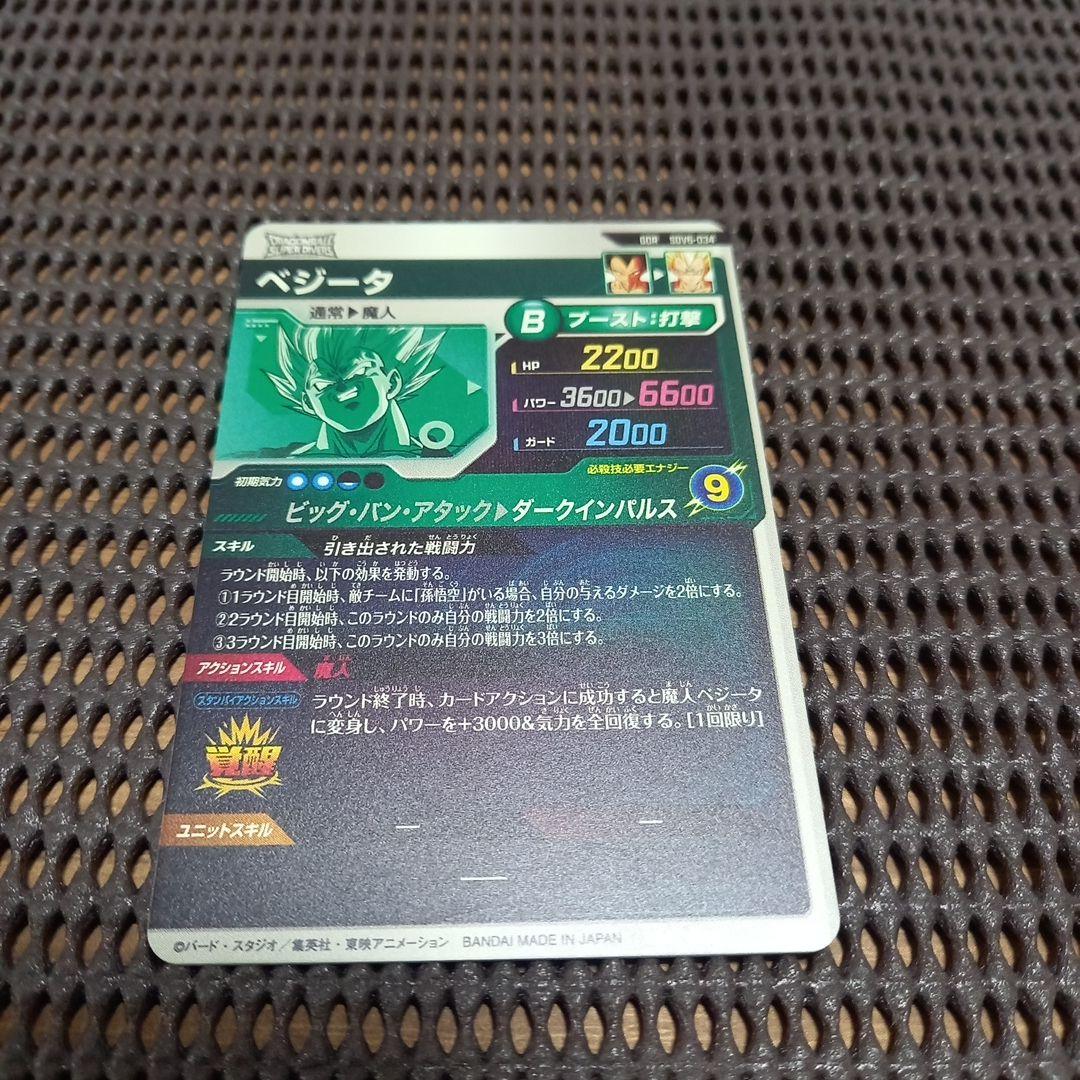 DRAGONBALL
SUPER DIVERS
GDR SDV6-034
ベジータ
通常▶魔人
B ブースト:打撃
HP 2200
パワー 3600▶6600
ガード 2000
初期気力
必殺技必要エナジー
9
ビッグ・バン・アタック▶ダークインパルス
スキル 引き出された戦闘力
ラウンド開始時、以下の効果を発動する。
①1ラウンド目開始時、敵チームに「孫悟空」がいる場合、自分の与えるダメージを2倍にする。
②2ラウンド目開始時、このラウンドのみ自分の戦闘力を2倍にする。
③3ラウンド目開始時、このラウンドのみ自分の戦闘力を3倍にする。
アクションスキル 魔人
スタンバイアクションスキル
覚醒
ラウンド終了時、カードアクションに成功すると魔人ベジータ
に変身し、パワーを+3000&気力を全回復する。[1回限り]
ユニットスキル
©バード・スタジオ/集英社・東映アニメーション BANDAI MADE IN JAPAN